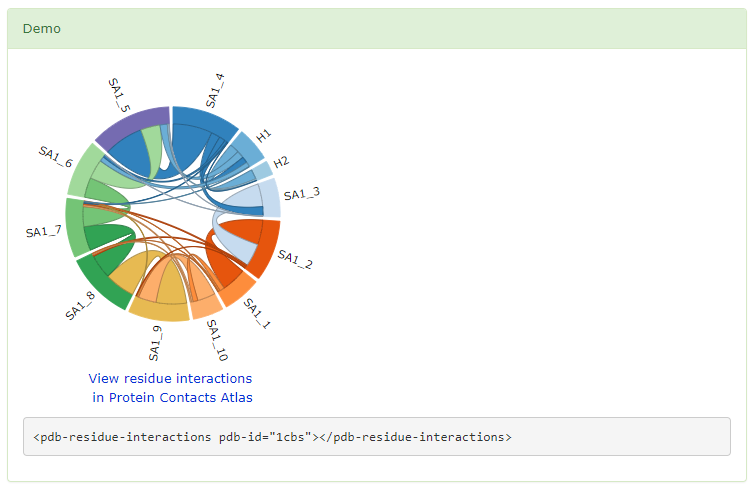 Demo
SA1_4
SA1_5
H1
H2
SA1_6
SA1_3
SA1_7
SA1_2
SA1_8
SA1_1
SA1_9
SA1_10
View residue interactions
in Protein Contacts Atlas
<pdb-residue-interactions pdb-id="1cbs"></pdb-residue-interactions>